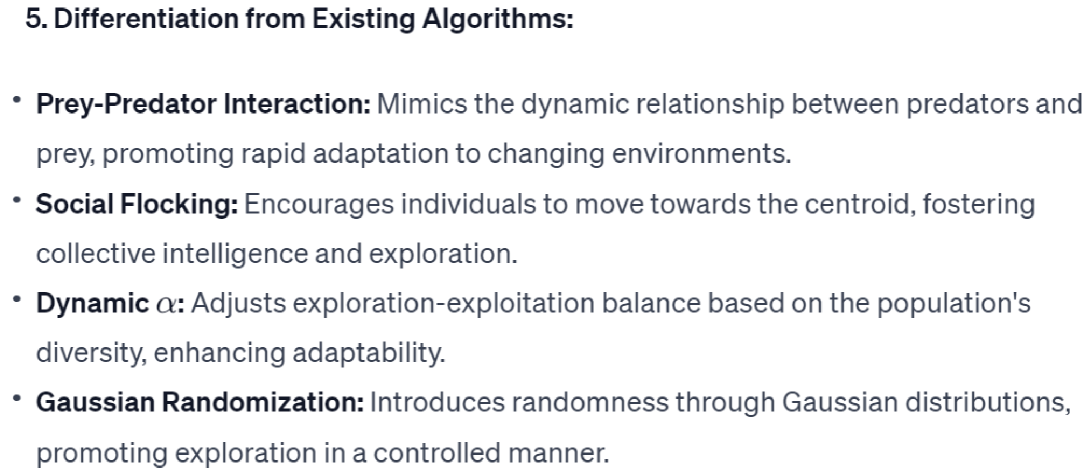 5. Differentiation from Existing Algorithms:
• Prey-Predator Interaction: Mimics the dynamic relationship between predators and
prey, promoting rapid adaptation to changing environments.
• Social Flocking: Encourages individuals to move towards the centroid, fostering
collective intelligence and exploration.
• Dynamic α: Adjusts exploration-exploitation balance based on the population's
diversity, enhancing adaptability.
• Gaussian Randomization: Introduces randomness through Gaussian distributions,
promoting exploration in a controlled manner.